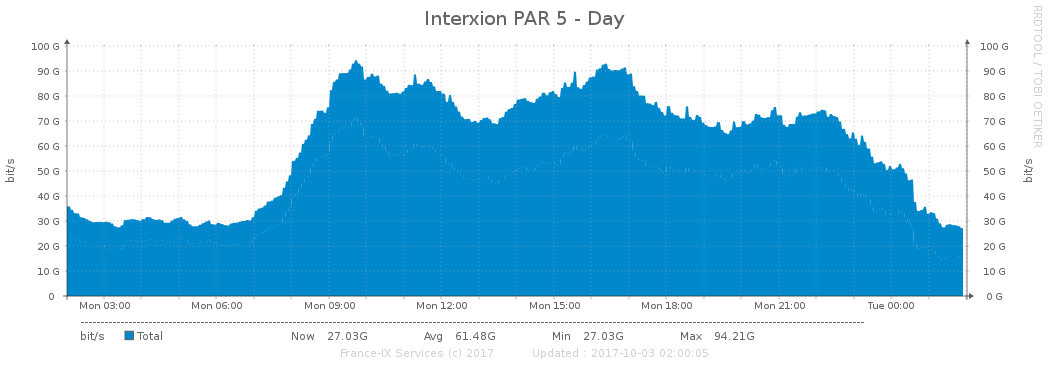 Interxion PAR 5 - Day
RRDTOOL / TOBI OETIKER
100 G 100 G
90 G 90 G
80 G 80 G
70 G 70 G
60 G 60 G
50 G 50 G
40 G 40 G
30 G 30 G
20 G 20 G
10 G 10 G
0 0 G
bit/s bit/s
Mon 03:00 Mon 06:00 Mon 09:00 Mon 12:00 Mon 15:00 Mon 18:00 Mon 21:00 Tue 00:00
bit/s Total Now 27.03G Avg 61.48G Min 27.03G Max 94.21G
France-IX Services (c) 2017 Updated : 2017-10-03 02:00:05